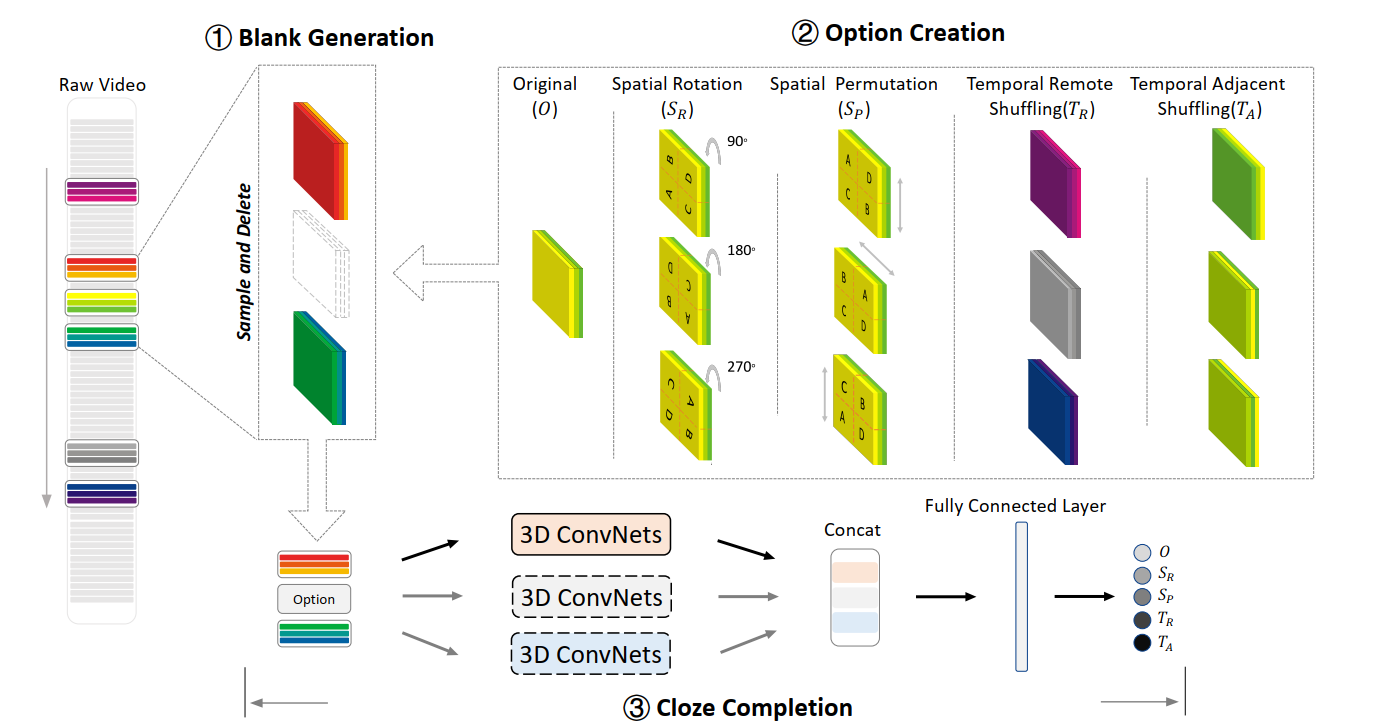 ① Blank Generation
② Option Creation
Raw Video
Sample and Delete
Original
(O)
Spatial Rotation
(S_R)
Spatial Permutation
(S_P)
Temporal Remote
Shuffling(T_R)
Temporal Adjacent
Shuffling(T_A)
B
D
A
C
90°
D
C
B
A
180°
C
A
D
B
270°
A
D
C
B
B
A
C
D
C
B
A
D
Option
3D ConvNets
3D ConvNets
3D ConvNets
Concat
Fully Connected Layer
O
S_R
S_P
T_R
T_A
③ Cloze Completion